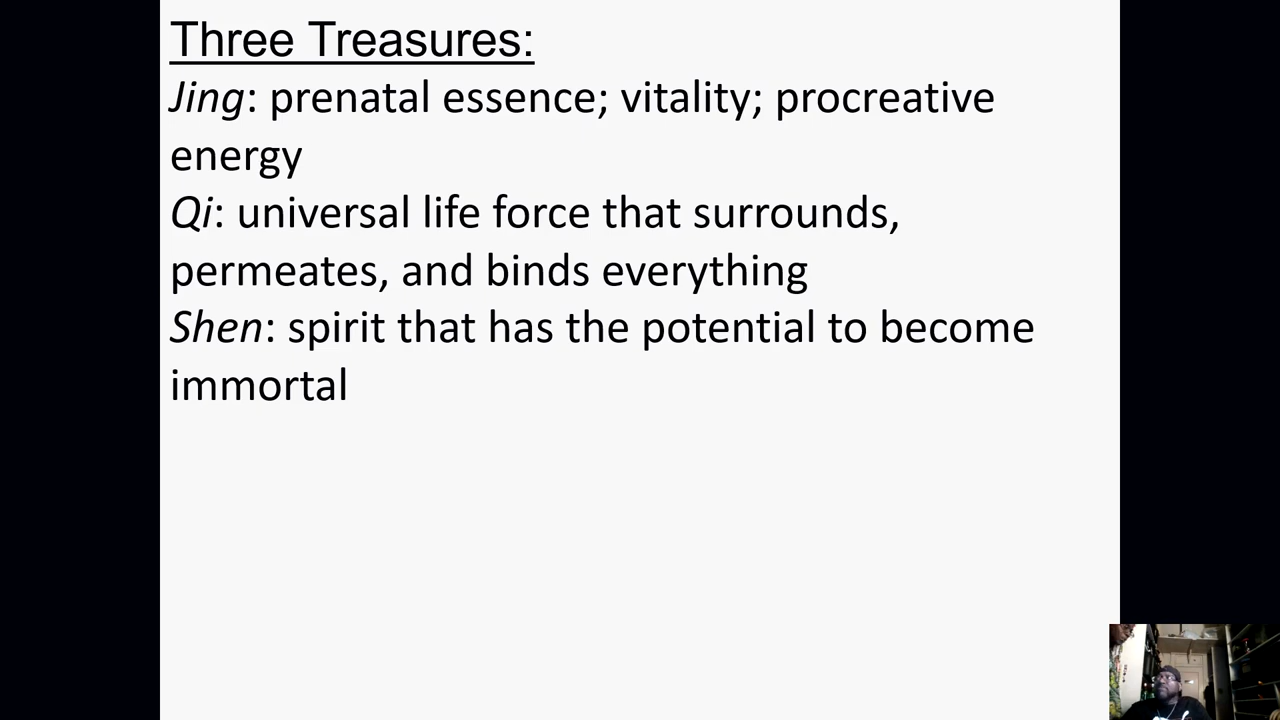 Three Treasures:
Jing: prenatal essence; vitality; procreative
energy
Qi: universal life force that surrounds,
permeates, and binds everything
Shen: spirit that has the potential to become
immortal